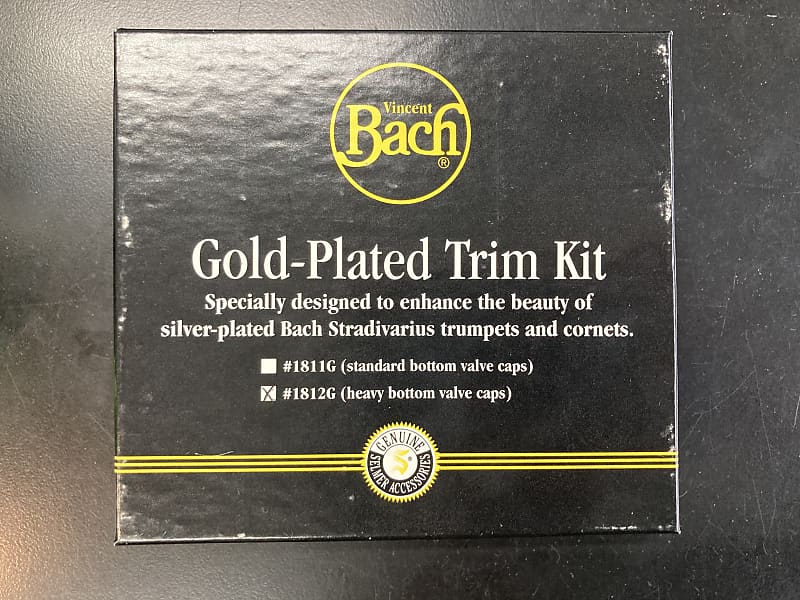 Vincent
Bach
®
Gold-Plated Trim Kit
Specially designed to enhance the beauty of
silver-plated Bach Stradivarius trumpets and cornets.
#1811G (standard bottom valve caps)
#1812G (heavy bottom valve caps)
GENUINE
S®
SELMER ACCESSORIES